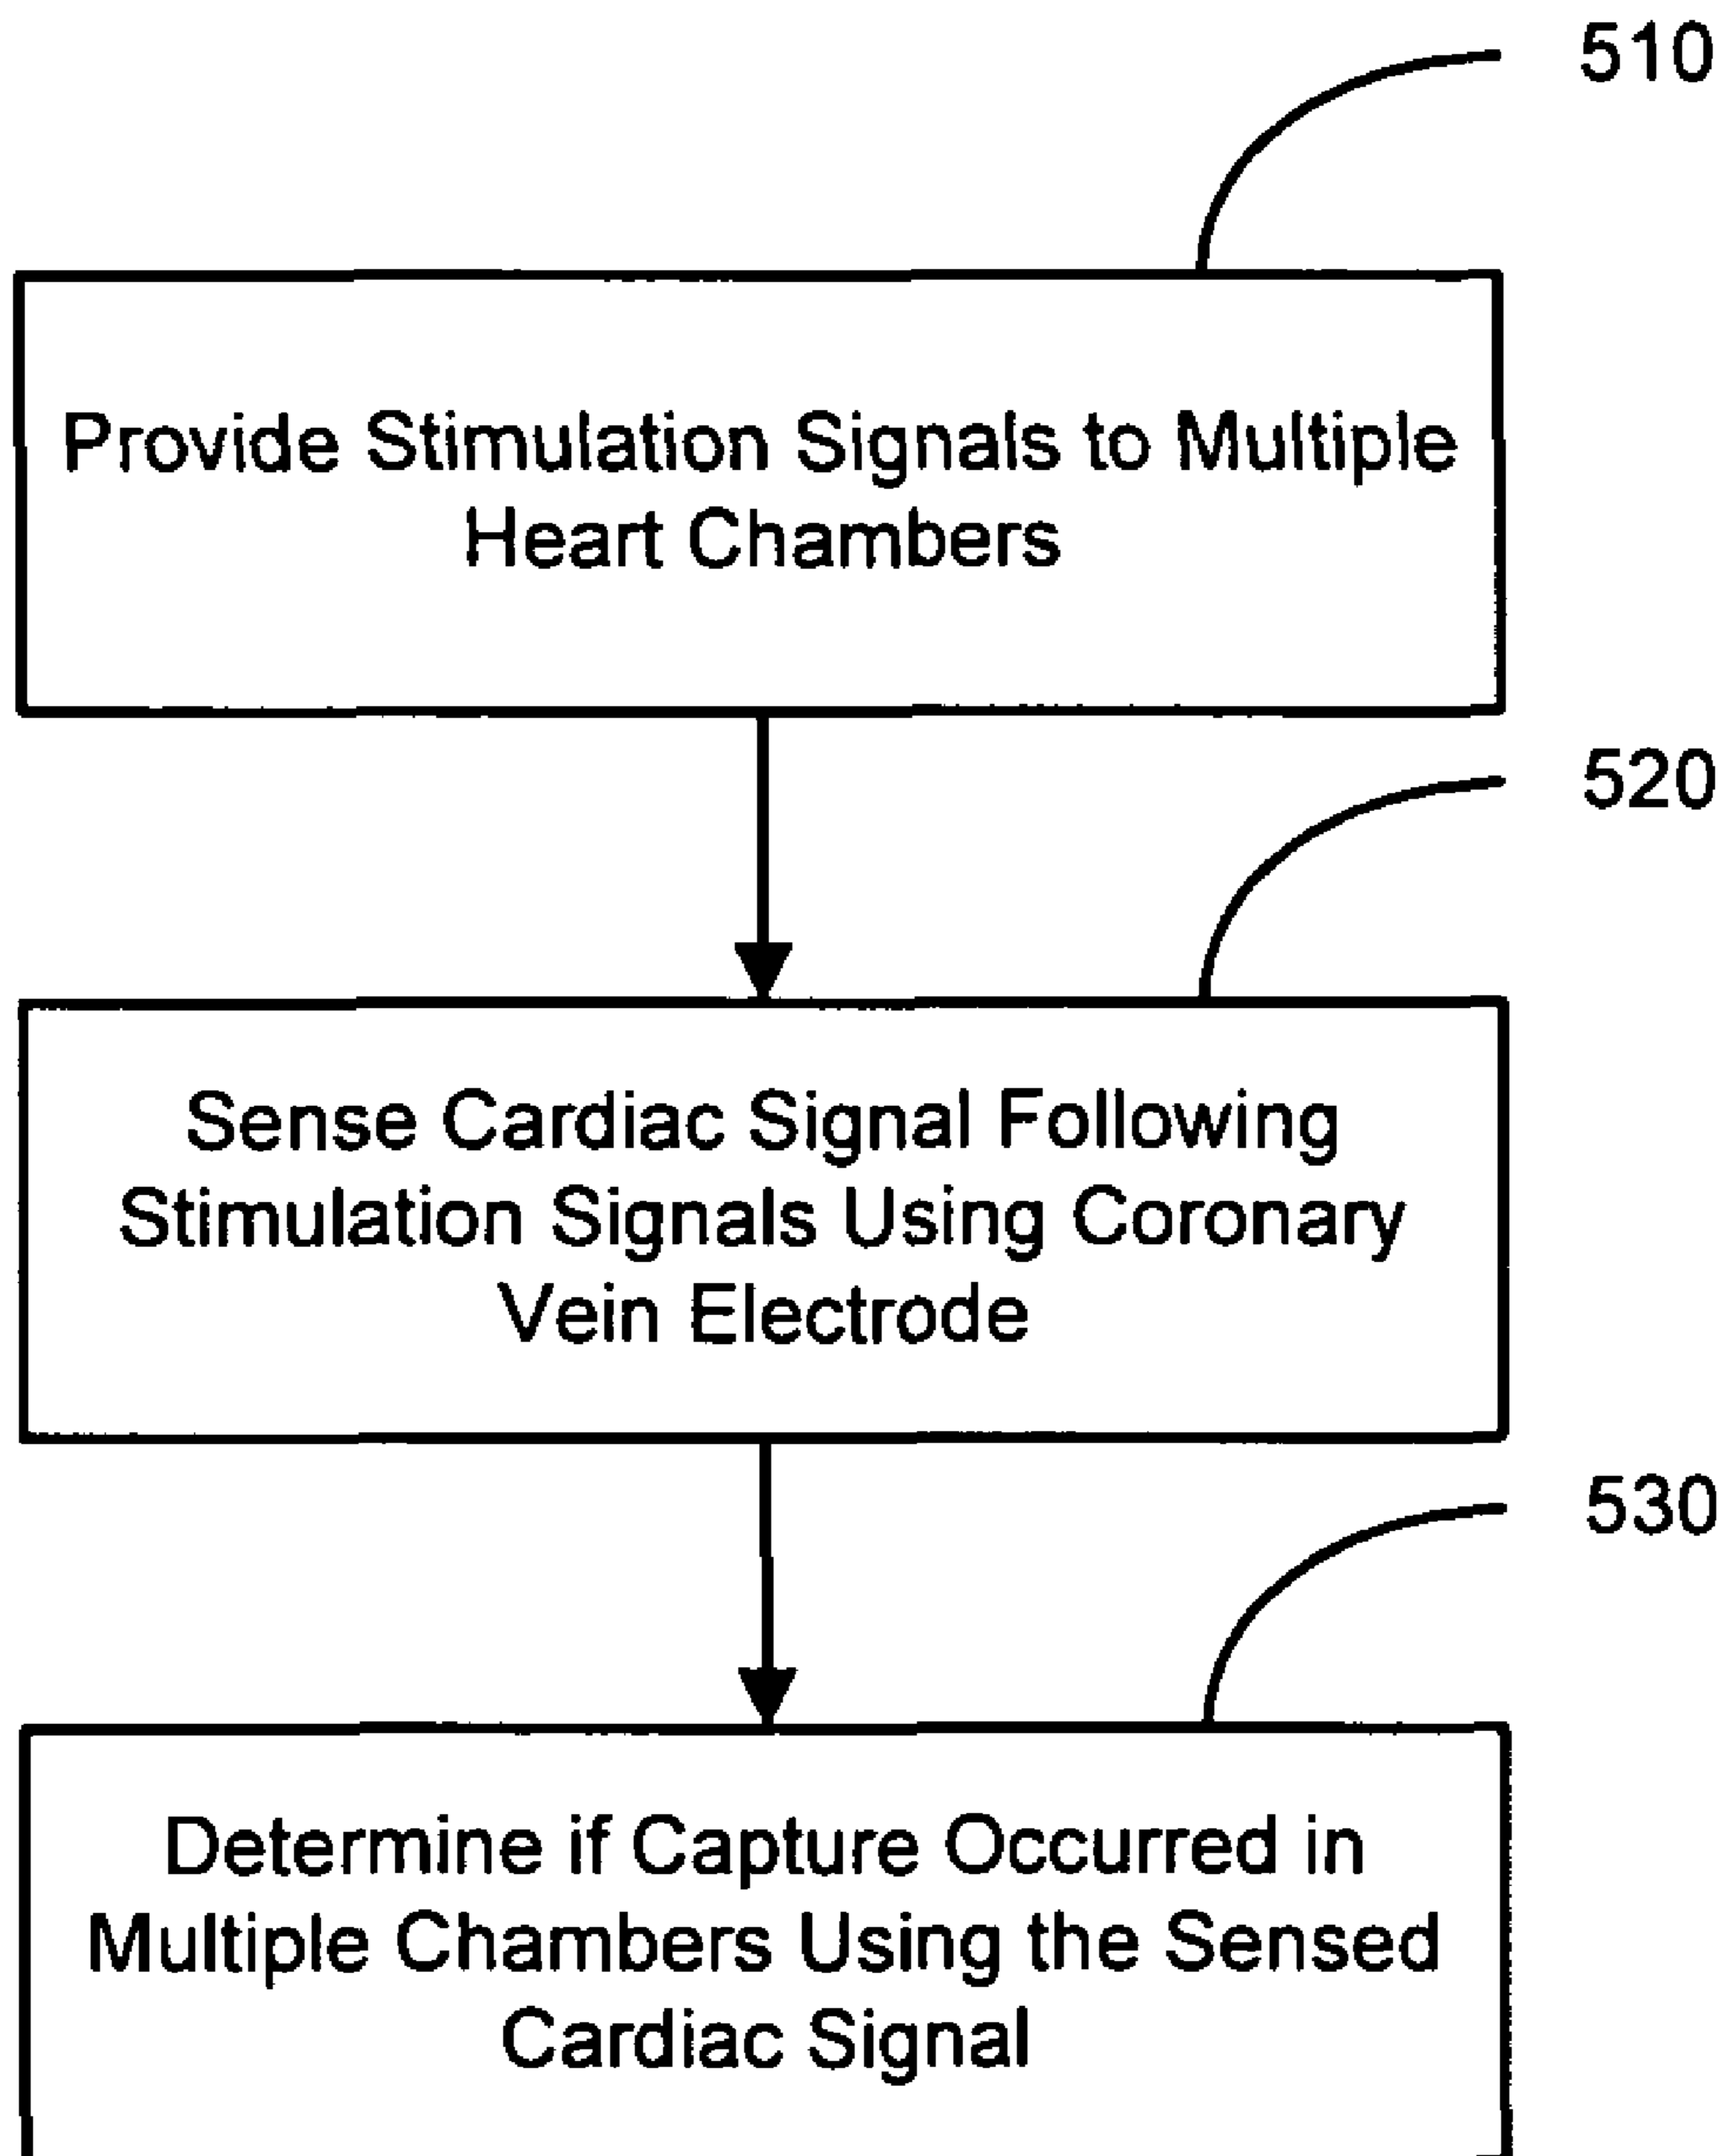 510
Provide Stimulation Signals to Multiple
Heart Chambers
520
Sense Cardiac Signal Following
Stimulation Signals Using Coronary
Vein Electrode
530
Determine if Capture Occurred in
Multiple Chambers Using the Sensed
Cardiac Signal